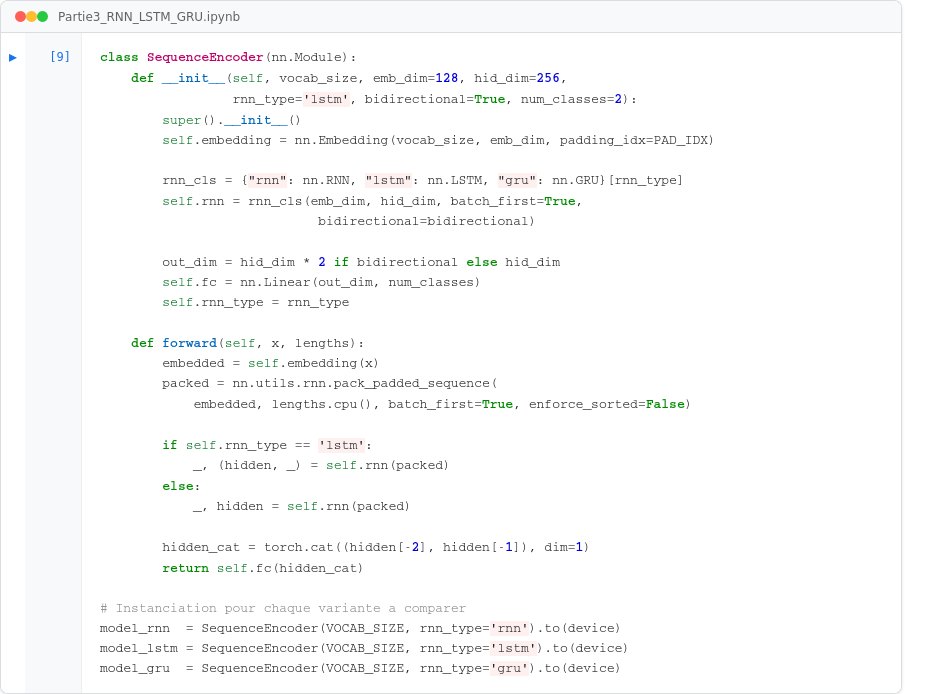 Partie3_RNN_LSTM_GRU.ipynb
[9]
class SequenceEncoder(nn.Module):
    def __init__(self, vocab_size, emb_dim=128, hid_dim=256,
                 rnn_type='lstm', bidirectional=True, num_classes=2):
        super().__init__()
        self.embedding = nn.Embedding(vocab_size, emb_dim, padding_idx=PAD_IDX)

        rnn_cls = {"rnn": nn.RNN, "lstm": nn.LSTM, "gru": nn.GRU}[rnn_type]
        self.rnn = rnn_cls(emb_dim, hid_dim, batch_first=True,
                            bidirectional=bidirectional)

        out_dim = hid_dim * 2 if bidirectional else hid_dim
        self.fc = nn.Linear(out_dim, num_classes)
        self.rnn_type = rnn_type

    def forward(self, x, lengths):
        embedded = self.embedding(x)
        packed = nn.utils.rnn.pack_padded_sequence(
            embedded, lengths.cpu(), batch_first=True, enforce_sorted=False)

        if self.rnn_type == 'lstm':
            _, (hidden, _) = self.rnn(packed)
        else:
            _, hidden = self.rnn(packed)

        hidden_cat = torch.cat((hidden[-2], hidden[-1]), dim=1)
        return self.fc(hidden_cat)

# Instanciation pour chaque variante a comparer
model_rnn  = SequenceEncoder(VOCAB_SIZE, rnn_type='rnn').to(device)
model_lstm = SequenceEncoder(VOCAB_SIZE, rnn_type='lstm').to(device)
model_gru  = SequenceEncoder(VOCAB_SIZE, rnn_type='gru').to(device)